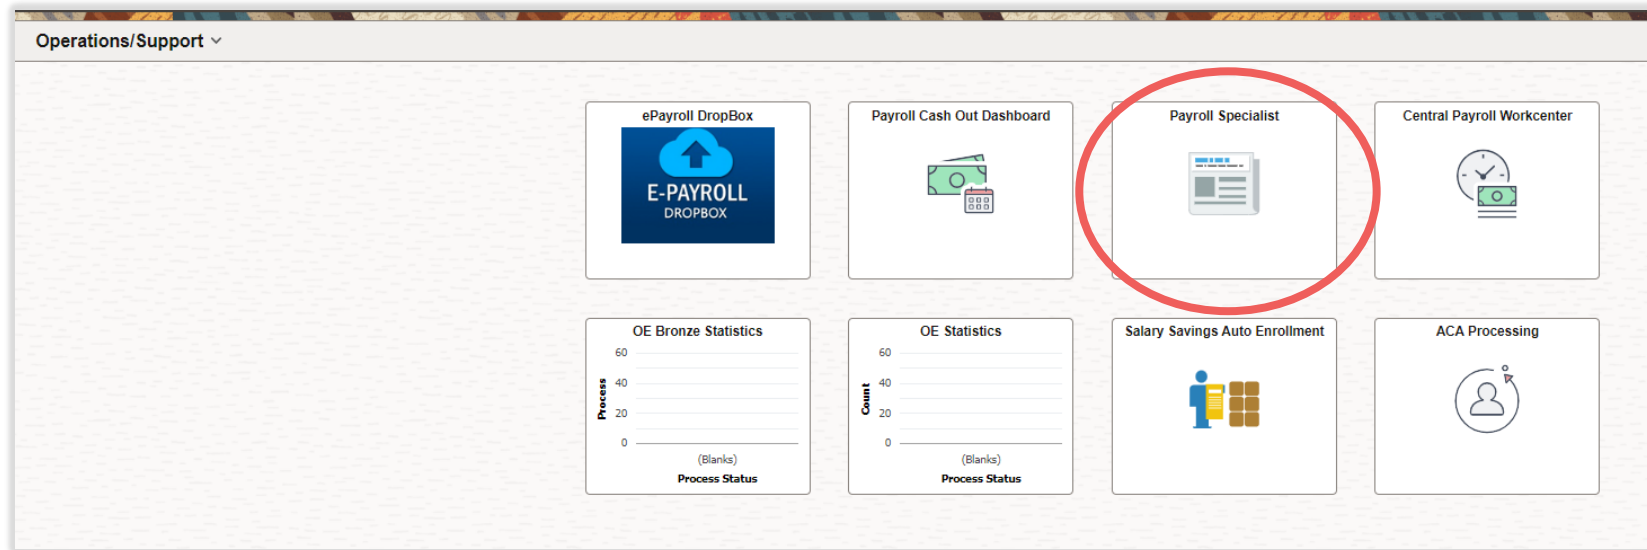 Operations/Support
ePayroll DropBox
E-PAYROLL
DROPBOX
Payroll Cash Out Dashboard
Payroll Specialist
Central Payroll Workcenter
OE Bronze Statistics
60
40
20
0
Process
(Blanks)
Process Status
OE Statistics
60
40
20
0
Count
(Blanks)
Process Status
Salary Savings Auto Enrollment
ACA Processing